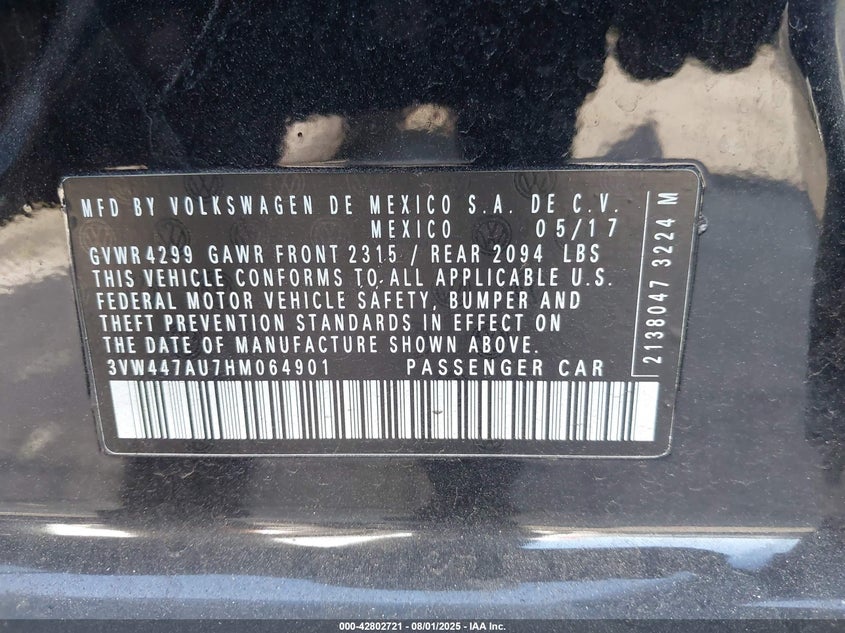 MFD BY VOLKSWAGEN DE MEXICO S.A. DE C.V.
MEXICO 05/17
GVWR 4299 GAWR FRONT 2315 / REAR 2094 LBS
THIS VEHICLE CONFORMS TO ALL APPLICABLE U.S.
FEDERAL MOTOR VEHICLE SAFETY, BUMPER AND
THEFT PREVENTION STANDARDS IN EFFECT ON
THE DATE OF MANUFACTURE SHOWN ABOVE.
3VW447AU7HM064901 PASSENGER CAR
2138047 3224 M
000-42802721 - 08/01/2025 - IAA Inc.